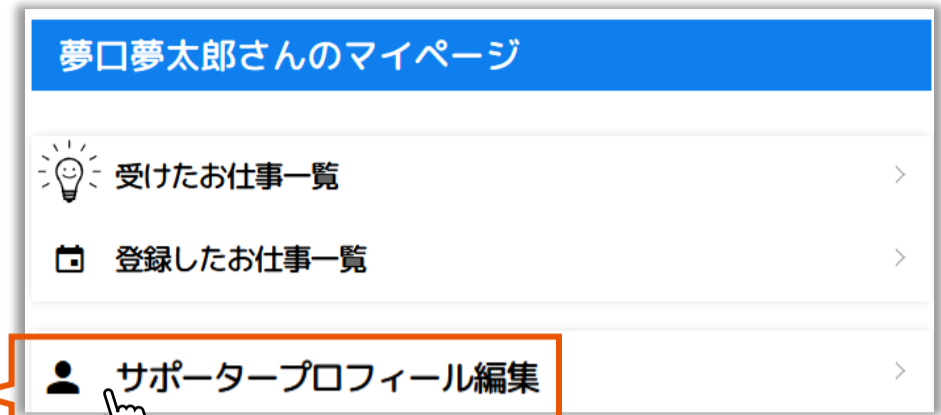 夢口夢太郎さんのマイページ
受けたお仕事一覧
登録したお仕事一覧
サポータープロフィール編集